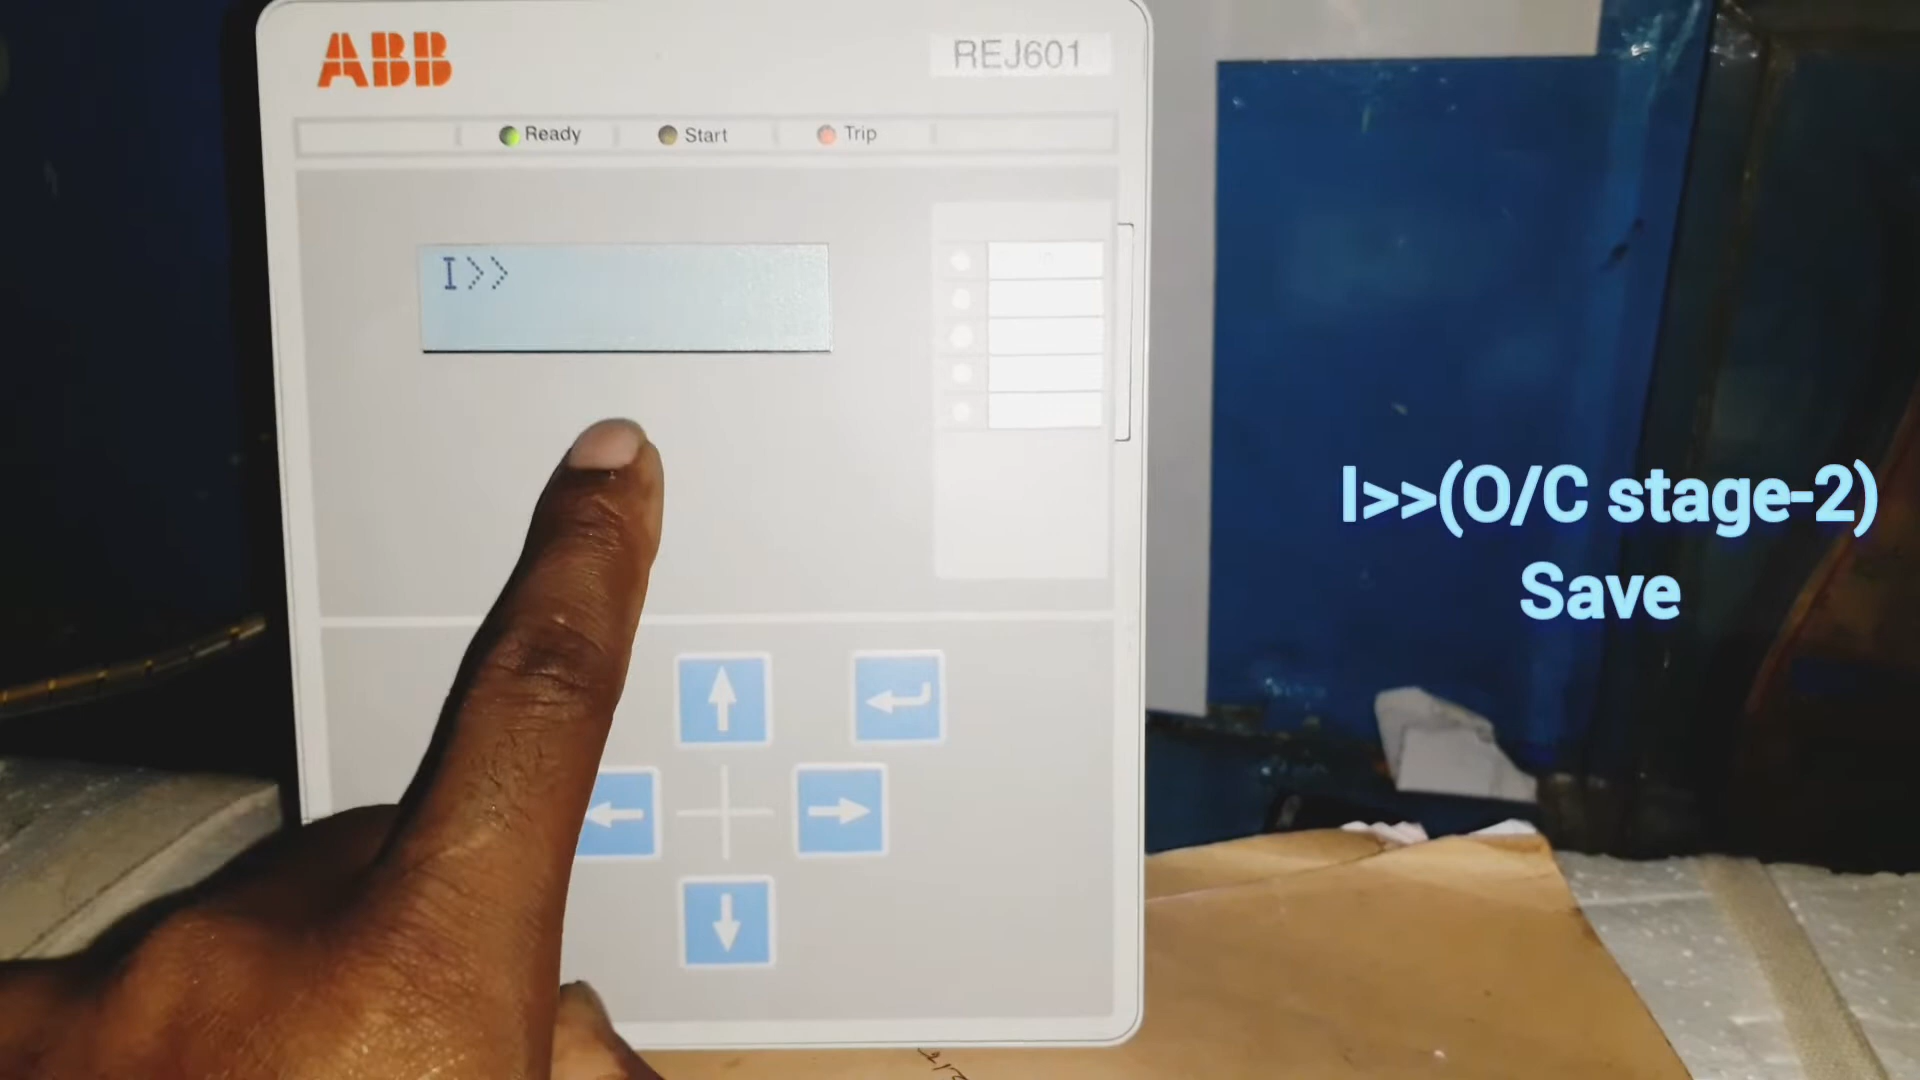 ABB
REJ601
Ready
Start
Trip
I>>
I>>(O/C stage-2)
Save